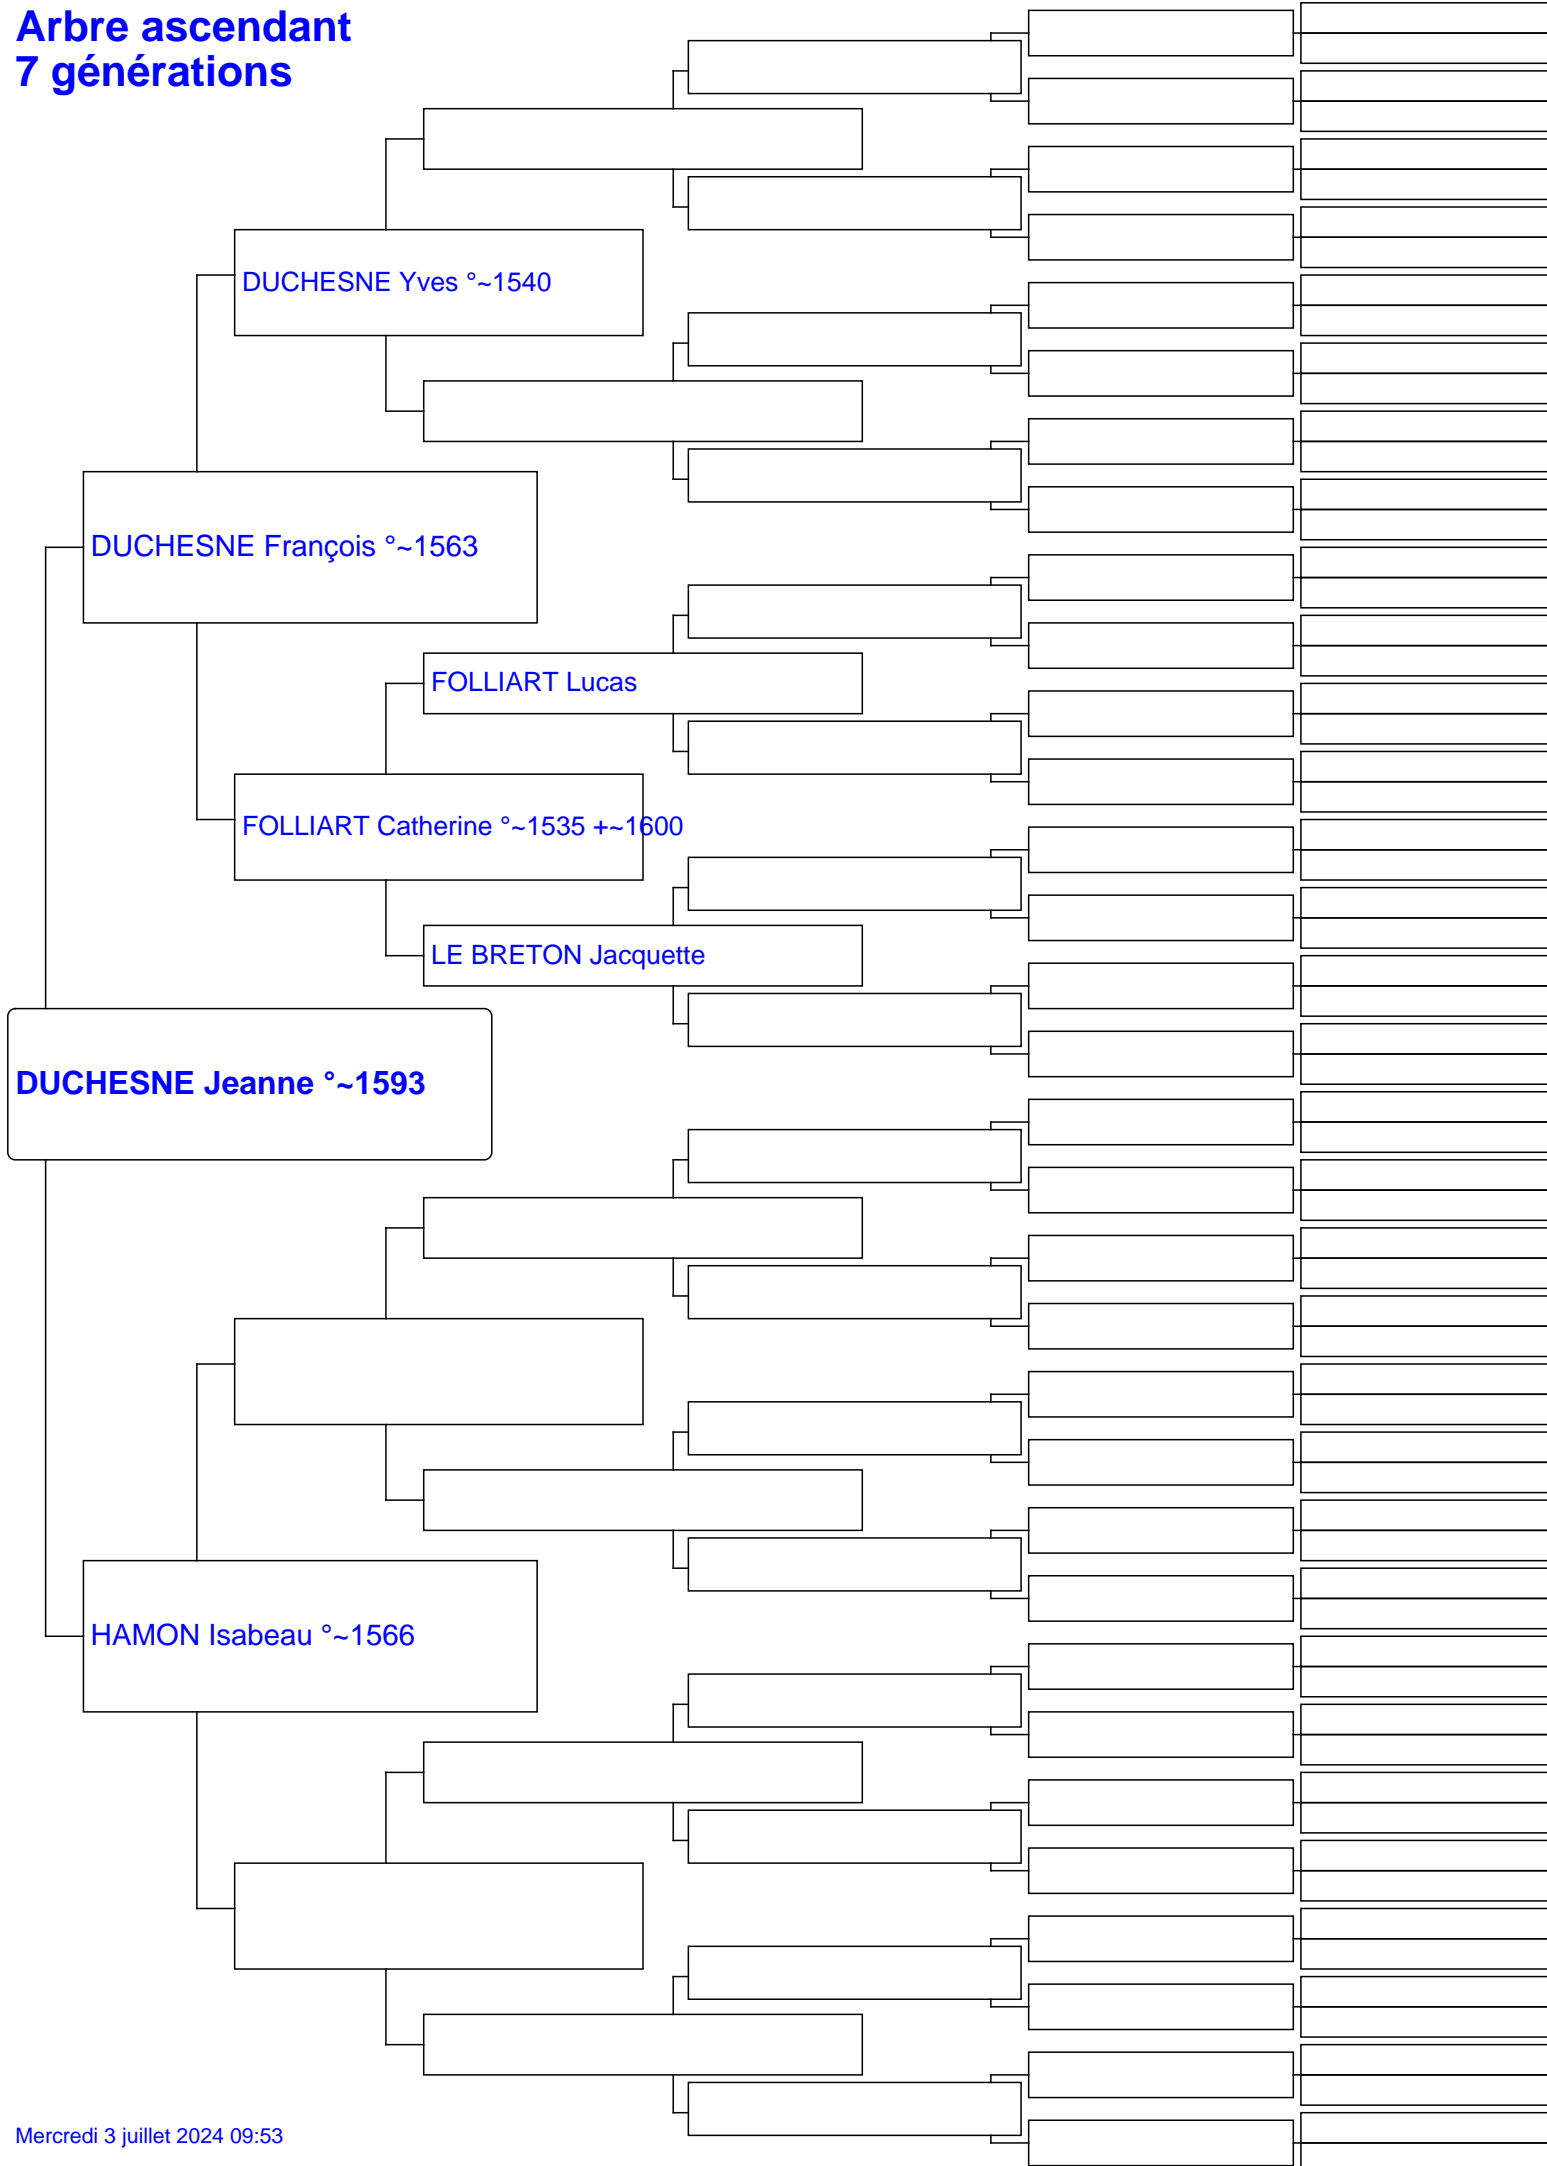 Arbre ascendant
7 générations
DUCHESNE Yves °~1540
DUCHESNE François °~1563
FOLLIART Lucas
FOLLIART Catherine °~1535 +~1600
LE BRETON Jacquette
DUCHESNE Jeanne °~1593
HAMON Isabeau °~1566
Mercredi 3 juillet 2024 09:53